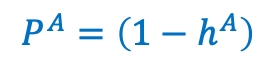 P^A = (1 − h^A)